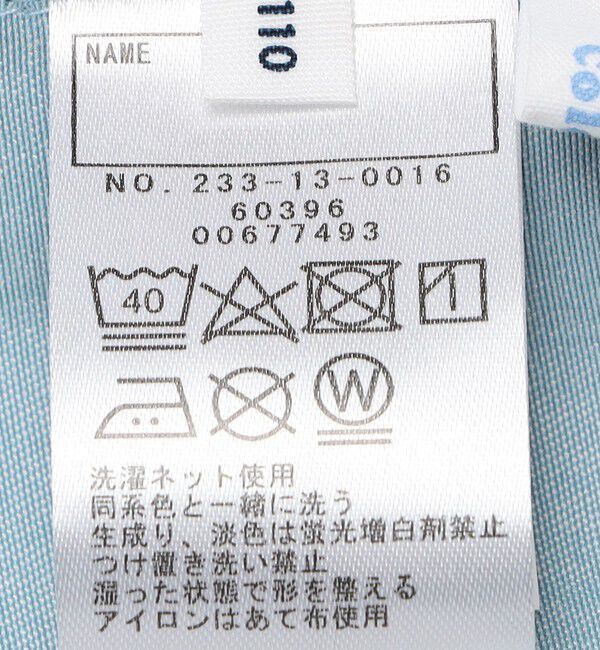 NAME
110
col
NO. 233-13-0016
60396
00677493
40
W
洗濯ネット使用
同系色と一緒に洗う
生成り、淡色は蛍光増白剤禁止
つけ置き洗い禁止
湿った状態で形を整える
アイロンはあて布使用